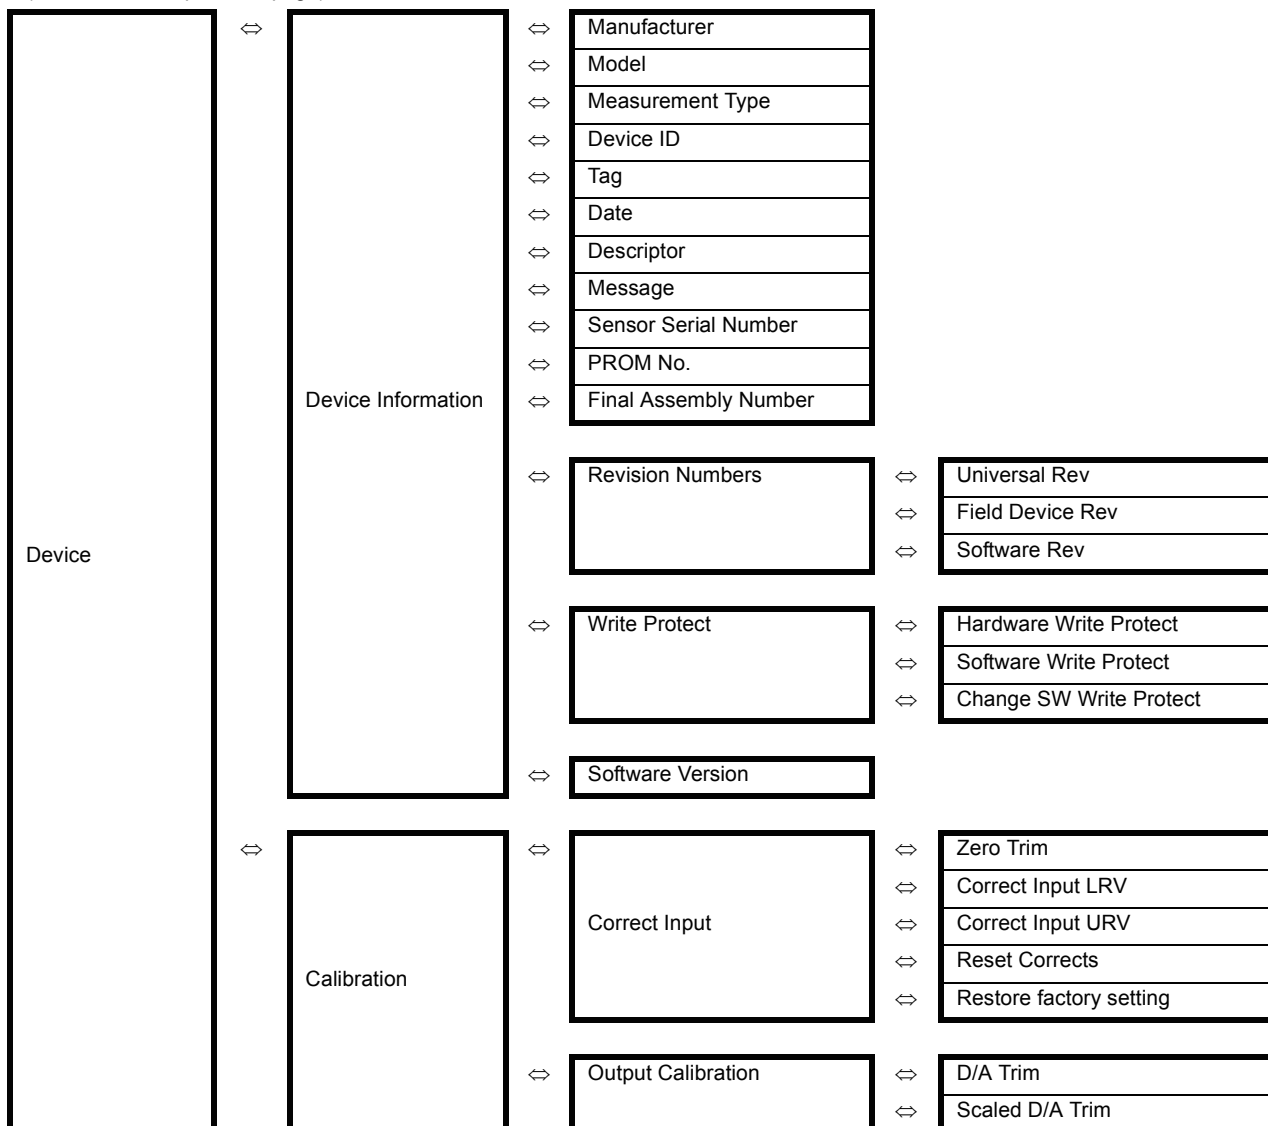 ⇔ ⇔ Manufacturer
⇔ Model
⇔ Measurement Type
⇔ Device ID
⇔ Tag
⇔ Date
⇔ Descriptor
⇔ Message
⇔ Sensor Serial Number
⇔ PROM No.
Device Information ⇔ Final Assembly Number
⇔ Revision Numbers ⇔ Universal Rev
⇔ Field Device Rev
Device ⇔ Software Rev
⇔ Write Protect ⇔ Hardware Write Protect
⇔ Software Write Protect
⇔ Change SW Write Protect
⇔ Software Version
⇔ ⇔ ⇔ Zero Trim
⇔ Correct Input LRV
Correct Input ⇔ Correct Input URV
⇔ Reset Corrects
Calibration
⇔ Restore factory setting
⇔ Output Calibration ⇔ D/A Trim
⇔ Scaled D/A Trim